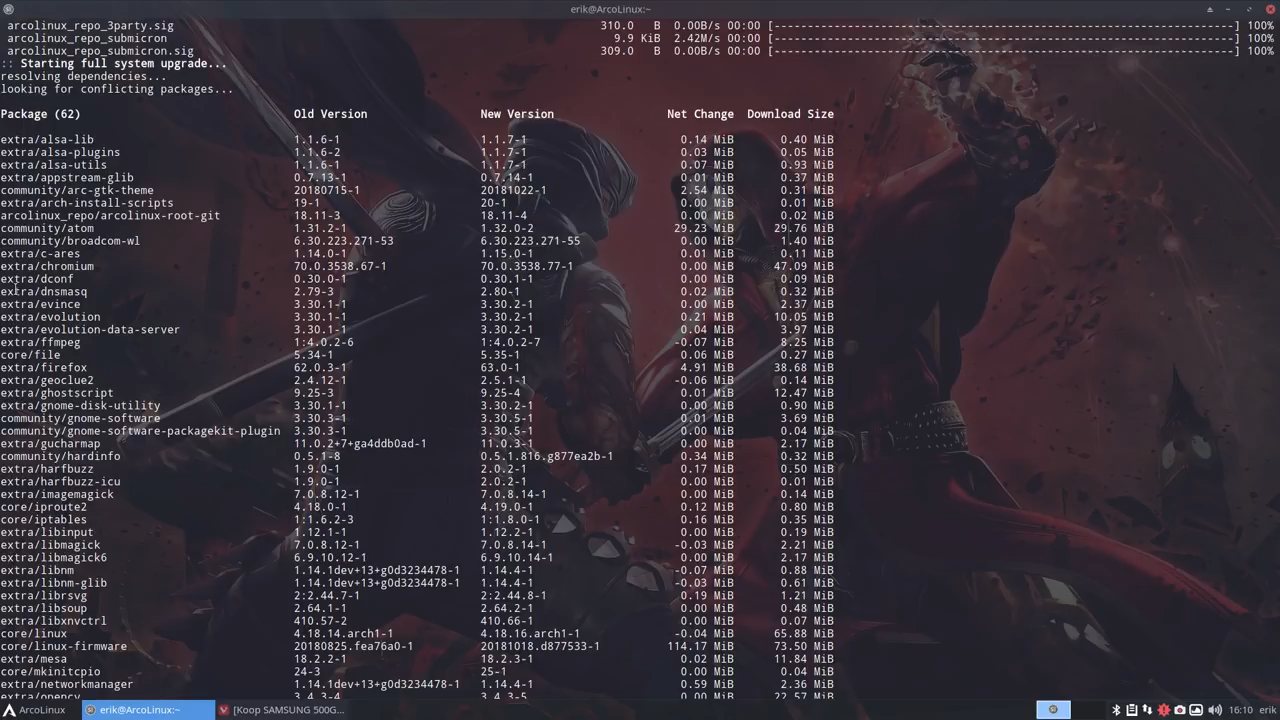 erik@ArcoLinux:~
arcolinux_repo_3party.sig 310.0 B 0.00B/s 00:00 [----------------------------------------------------------------------] 100%
arcolinux_repo_submicron 9.9 KiB 2.42M/s 00:00 [----------------------------------------------------------------------] 100%
arcolinux_repo_submicron.sig 309.0 B 0.00B/s 00:00 [----------------------------------------------------------------------] 100%
:: Starting full system upgrade...
resolving dependencies...
looking for conflicting packages...
Package (62) Old Version New Version Net Change Download Size
extra/alsa-lib 1.1.6-1 1.1.7-1 0.14 MiB 0.40 MiB
extra/alsa-plugins 1.1.6-2 1.1.7-1 0.03 MiB 0.05 MiB
extra/alsa-utils 1.1.6-1 1.1.7-1 0.07 MiB 0.93 MiB
extra/appstream-glib 0.7.13-1 0.7.14-1 0.01 MiB 0.37 MiB
community/arc-gtk-theme 20180715-1 20181022-1 2.54 MiB 0.31 MiB
extra/arch-install-scripts 19-1 20-1 0.00 MiB 0.01 MiB
arcolinux_repo/arcolinux-root-git 18.11-3 18.11-4 0.00 MiB 0.02 MiB
community/atom 1.31.2-1 1.32.0-2 29.23 MiB 29.76 MiB
community/broadcom-wl 6.30.223.271-53 6.30.223.271-55 0.00 MiB 1.40 MiB
extra/c-ares 1.14.0-1 1.15.0-1 0.01 MiB 0.11 MiB
extra/chromium 70.0.3538.67-1 70.0.3538.77-1 0.00 MiB 47.09 MiB
extra/dconf 0.30.0-1 0.30.1-1 0.00 MiB 0.09 MiB
extra/dnsmasq 2.79-3 2.80-1 0.02 MiB 0.32 MiB
extra/evince 3.30.1-1 3.30.2-1 0.00 MiB 2.37 MiB
extra/evolution 3.30.1-1 3.30.2-1 0.21 MiB 10.05 MiB
extra/evolution-data-server 3.30.1-1 3.30.2-1 0.04 MiB 3.97 MiB
extra/ffmpeg 1:4.0.2-6 1:4.0.2-7 -0.07 MiB 8.25 MiB
core/file 5.34-1 5.35-1 0.06 MiB 0.27 MiB
extra/firefox 62.0.3-1 63.0-1 4.91 MiB 38.68 MiB
extra/geoclue2 2.4.12-1 2.5.1-1 -0.06 MiB 0.14 MiB
extra/ghostscript 9.25-3 9.25-4 0.01 MiB 12.47 MiB
extra/gnome-disk-utility 3.30.1-1 3.30.2-1 0.00 MiB 0.90 MiB
community/gnome-software 3.30.3-1 3.30.5-1 0.01 MiB 3.69 MiB
community/gnome-software-packagekit-plugin 3.30.3-1 3.30.5-1 0.00 MiB 0.04 MiB
extra/gucharmap 11.0.2+7+ga4ddb0ad-1 11.0.3-1 0.00 MiB 2.17 MiB
community/hardinfo 0.5.1-8 0.5.1.816.g877ea2b-1 0.34 MiB 0.32 MiB
extra/harfbuzz 1.9.0-1 2.0.2-1 0.17 MiB 0.50 MiB
extra/harfbuzz-icu 1.9.0-1 2.0.2-1 0.00 MiB 0.01 MiB
extra/imagemagick 7.0.8.12-1 7.0.8.14-1 0.00 MiB 0.14 MiB
core/iproute2 4.18.0-1 4.19.0-1 0.12 MiB 0.80 MiB
core/iptables 1:1.6.2-3 1:1.8.0-1 0.16 MiB 0.35 MiB
extra/libinput 1.12.1-1 1.12.2-1 0.00 MiB 0.19 MiB
extra/libmagick 7.0.8.12-1 7.0.8.14-1 -0.03 MiB 2.21 MiB
extra/libmagick6 6.9.10.12-1 6.9.10.14-1 0.00 MiB 2.17 MiB
extra/libnm 1.14.1dev+13+g0d3234478-1 1.14.4-1 -0.07 MiB 0.88 MiB
extra/libnm-glib 1.14.1dev+13+g0d3234478-1 1.14.4-1 -0.03 MiB 0.61 MiB
extra/librsvg 2:2.44.7-1 2:2.44.8-1 0.19 MiB 1.21 MiB
extra/libsoup 2.64.1-1 2.64.2-1 0.00 MiB 0.48 MiB
extra/libxnvctrl 410.57-2 410.66-1 0.00 MiB 0.07 MiB
core/linux 4.18.14.arch1-1 4.18.16.arch1-1 -0.04 MiB 65.88 MiB
core/linux-firmware 20180825.fea76a0-1 20181018.d877533-1 114.17 MiB 73.50 MiB
extra/mesa 18.2.2-1 18.2.3-1 0.02 MiB 11.84 MiB
core/mkinitcpio 24-3 25-1 0.00 MiB 0.04 MiB
extra/networkmanager 1.14.1dev+13+g0d3234478-1 1.14.4-1 0.59 MiB 2.36 MiB
extra/opencv 3.4.3-4 3.4.3-5 0.00 MiB 22.57 MiB
ArcoLinux erik@ArcoLinux:~ [Koop SAMSUNG 500G... 16:10 erik